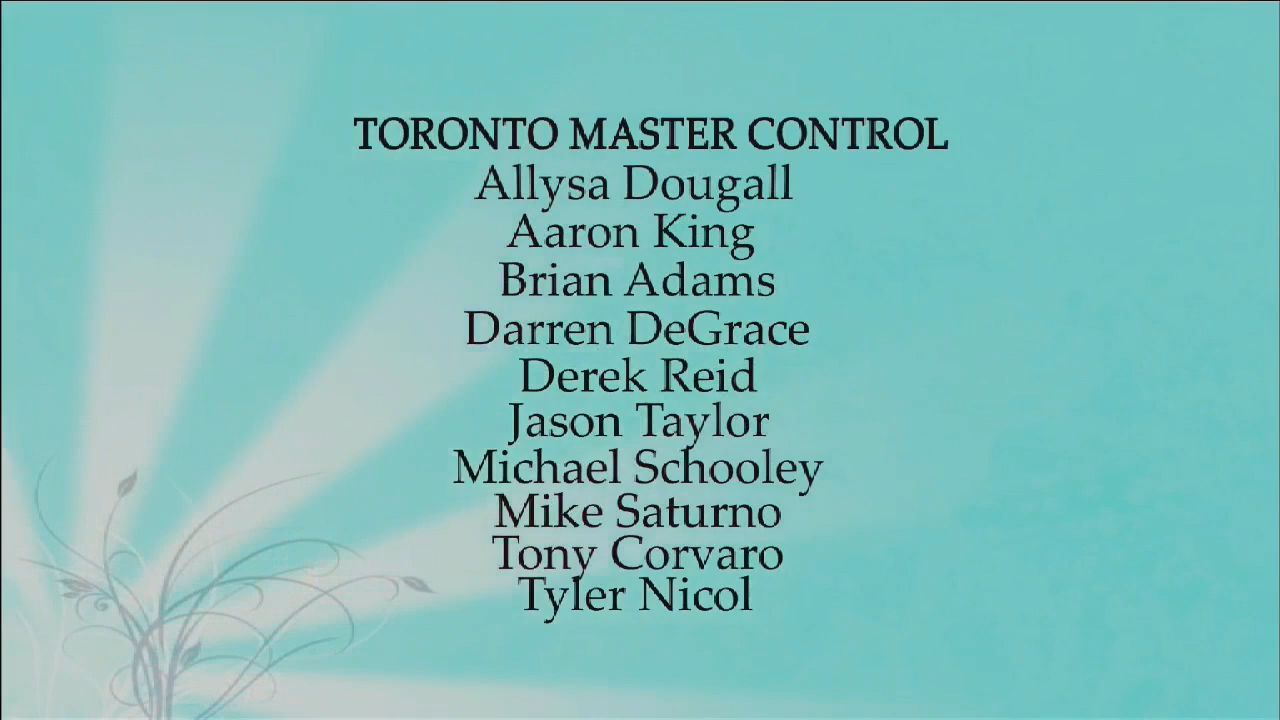 TORONTO MASTER CONTROL
Allysa Dougall
Aaron King
Brian Adams
Darren DeGrace
Derek Reid
Jason Taylor
Michael Schooley
Mike Saturno
Tony Corvaro
Tyler Nicol